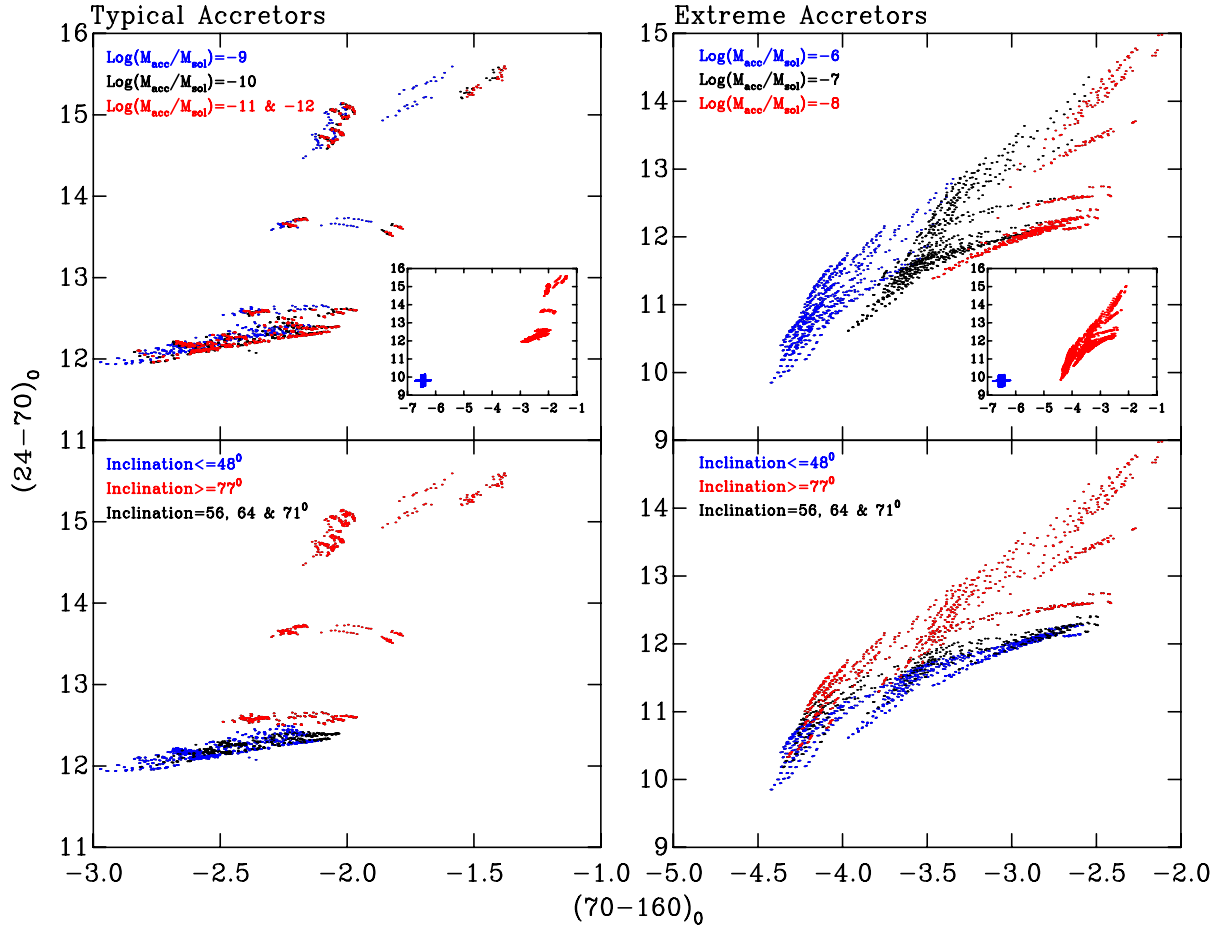 Typical Accretors
Extreme Accretors
16
15
14
13
12
11
Log(M_acc/M_sol)=−9
Log(M_acc/M_sol)=−10
Log(M_acc/M_sol)=−11 & −12
16
15
14
13
12
11
10
9
−7 −6 −5 −4 −3 −2 −1
15
14
13
12
11
10
9
Log(M_acc/M_sol)=−6
Log(M_acc/M_sol)=−7
Log(M_acc/M_sol)=−8
16
15
14
13
12
11
10
9
−7 −6 −5 −4 −3 −2 −1
(24−70)₀
15
14
13
12
11
Inclination<=48⁰
Inclination>=77⁰
Inclination=56, 64 & 71⁰
−3.0 −2.5 −2.0 −1.5 −1.0
14
13
12
11
10
9
Inclination<=48⁰
Inclination>=77⁰
Inclination=56, 64 & 71⁰
−5.0 −4.5 −4.0 −3.5 −3.0 −2.5 −2.0
(70−160)₀